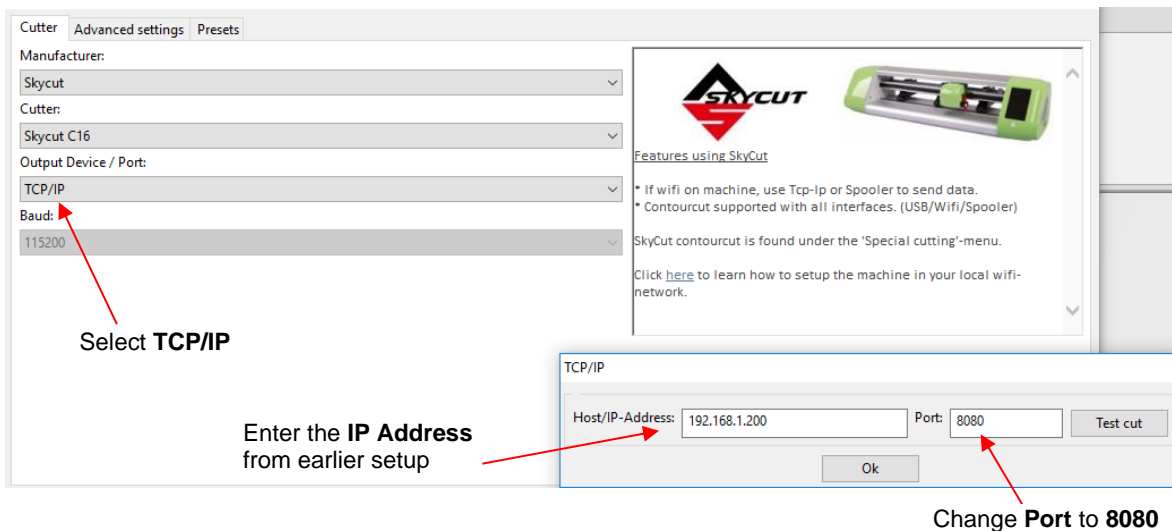 Cutter Advanced settings Presets
Manufacturer:
Skycut
Cutter:
Skycut C16
Output Device / Port:
TCP/IP
Baud:
115200
SKYCUT
Features using SkyCut
* If wifi on machine, use Tcp-Ip or Spooler to send data.
* Contourcut supported with all interfaces. (USB/Wifi/Spooler)
SkyCut contourcut is found under the 'Special cutting'-menu.
Click here to learn how to setup the machine in your local wifi-
network.
Select TCP/IP
TCP/IP
Host/IP-Address: 192.168.1.200 Port: 8080 Test cut
Ok
Enter the IP Address
from earlier setup
Change Port to 8080